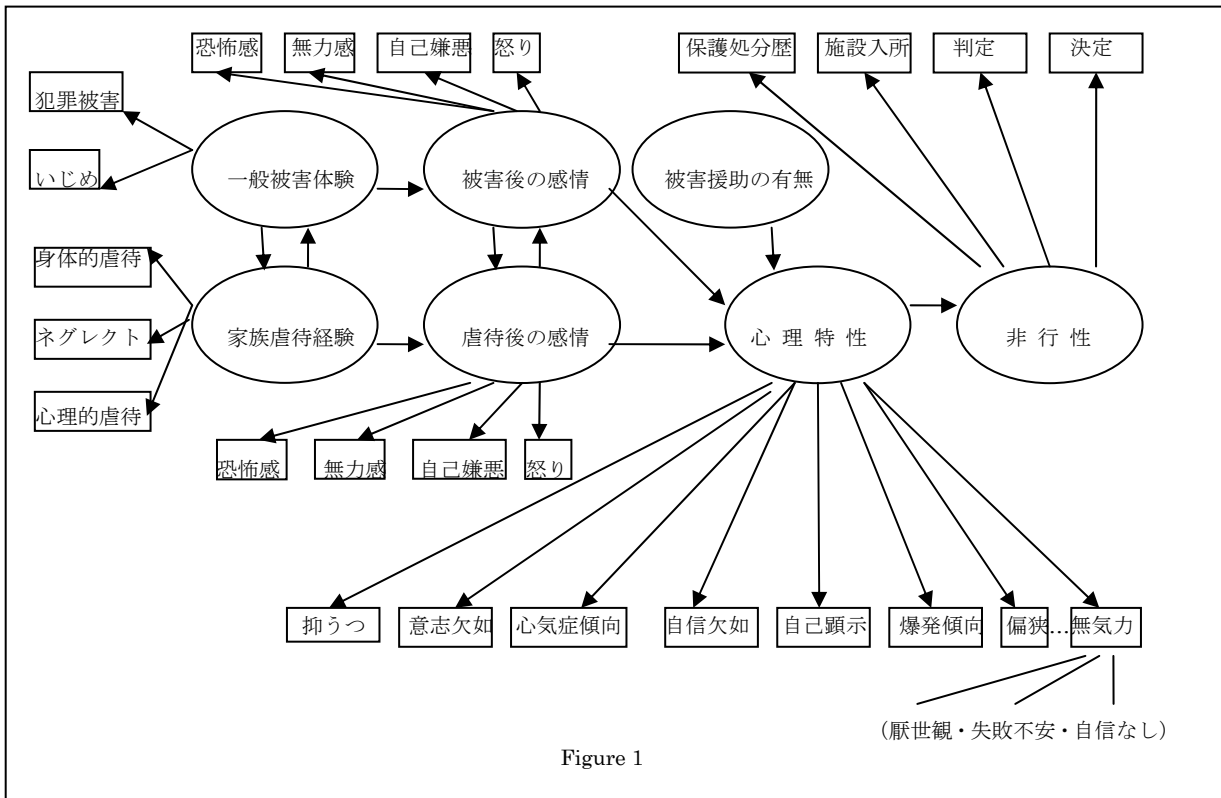 恐怖感 無力感 自己嫌悪 怒り 保護処分歴 施設入所 判定 決定
犯罪被害
いじめ
一般被害体験 被害後の感情 被害援助の有無
身体的虐待
ネグレクト
心理的虐待
家族虐待経験 虐待後の感情 心理特性 非行性
恐怖感 無力感 自己嫌悪 怒り
抑うつ 意志欠如 心気症傾向 自信欠如 自己顕示 爆発傾向 偏狭…無気力
（厭世観・失敗不安・自信なし）
Figure 1